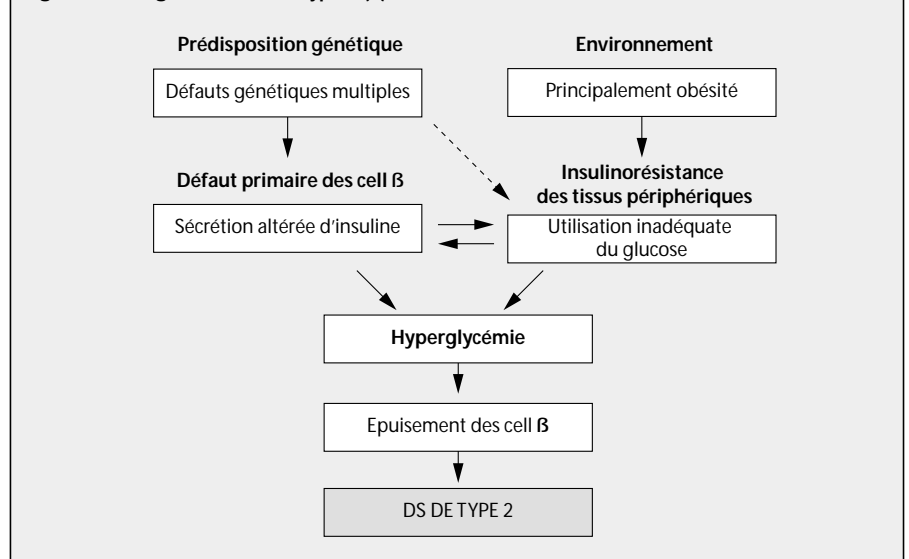 Prédisposition génétique
Environnement
Défauts génétiques multiples
Principalement obésité
Défaut primaire des cell ß
Insulinorésistance
des tissus périphériques
Sécrétion altérée d'insuline
Utilisation inadéquate
du glucose
Hyperglycémie
Epuisement des cell ß
DS DE TYPE 2